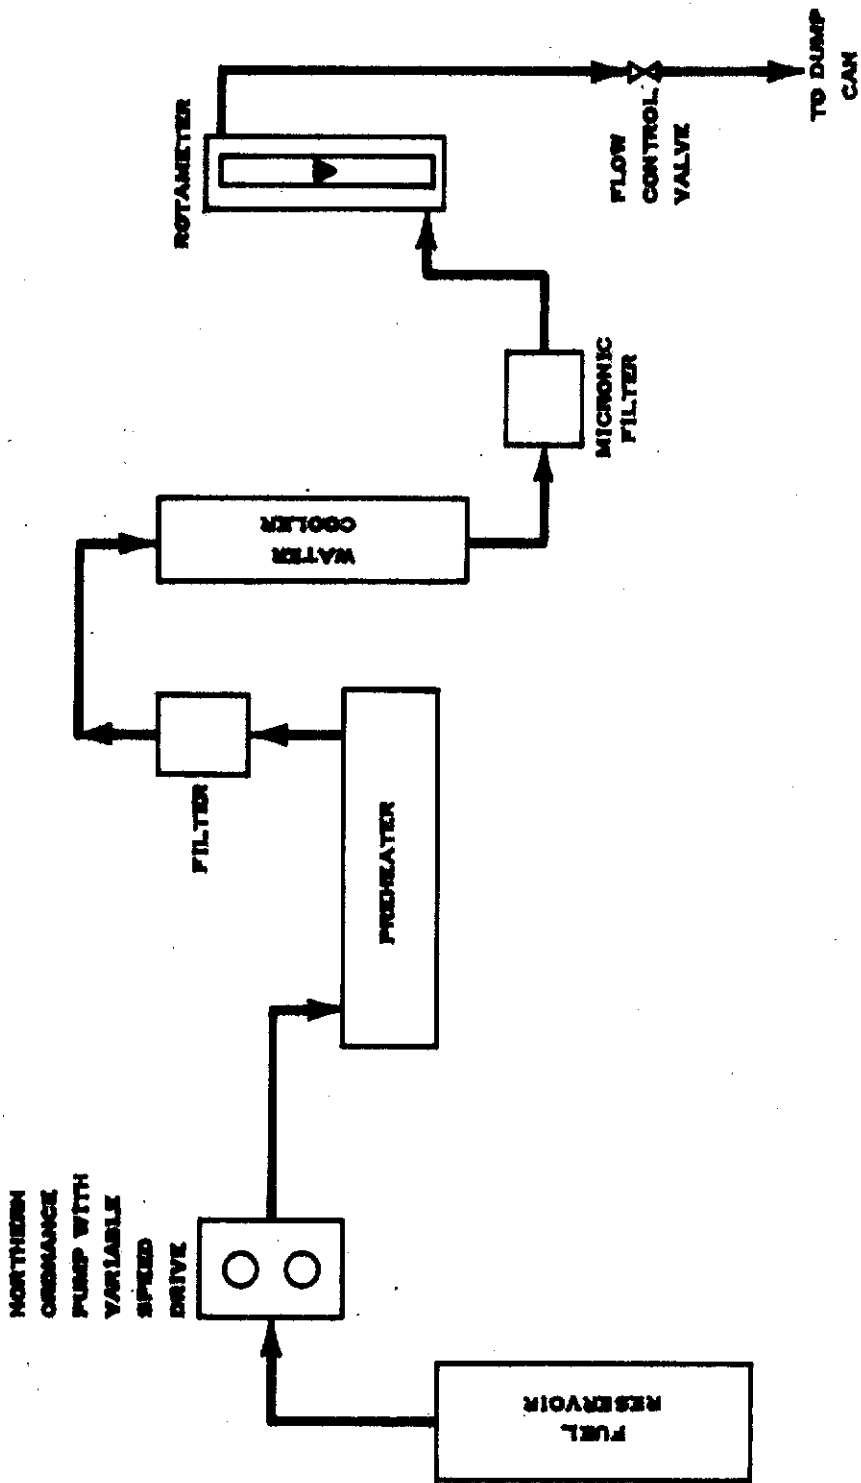 FUEL
RESERVOIR
NORTHERN
ORDNANCE
PUMP WITH
VARIABLE
SPEED
DRIVE
PREHEATER
FILTER
WATER
COOLER
MICRONIC
FILTER
ROTAMETER
FLOW
CONTROL
VALVE
TO DUMP
CAN